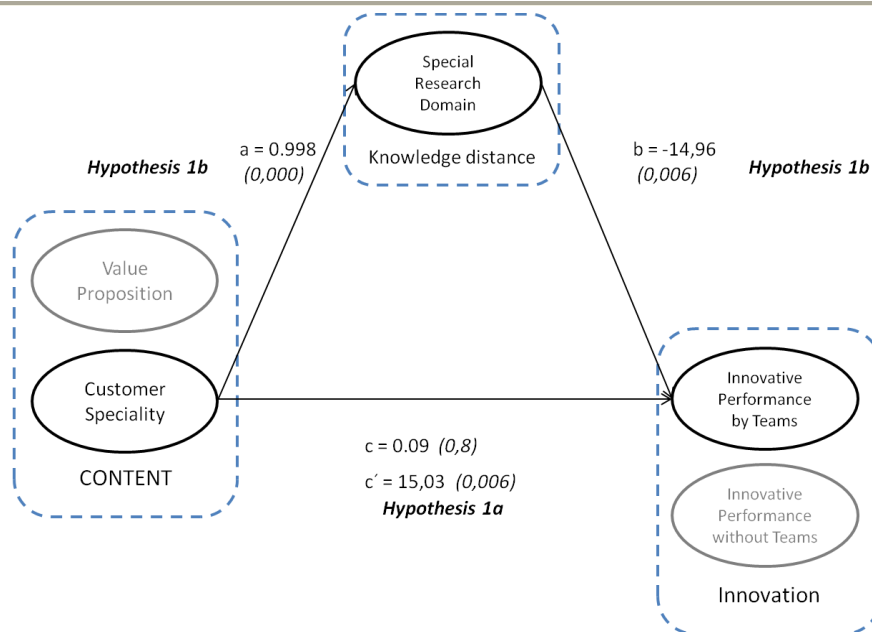 Special
Research
Domain
Knowledge distance
a = 0.998
(0,000)
Hypothesis 1b
b = -14,96
(0,006)
Hypothesis 1b
Value
Proposition
Customer
Speciality
CONTENT
c = 0.09 (0,8)
c´ = 15,03 (0,006)
Hypothesis 1a
Innovative
Performance
by Teams
Innovative
Performance
without Teams
Innovation